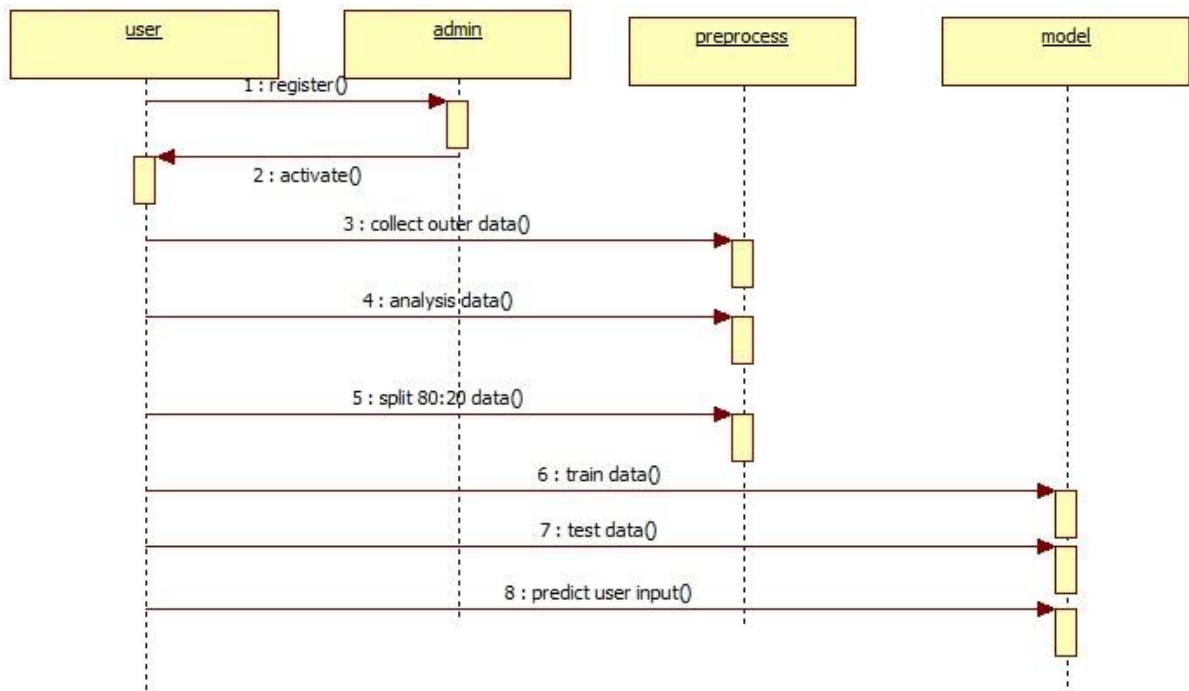 user
admin
preprocess
model
1 : register()
2 : activate()
3 : collect outer data()
4 : analysis data()
5 : split 80:20 data()
6 : train data()
7 : test data()
8 : predict user input()